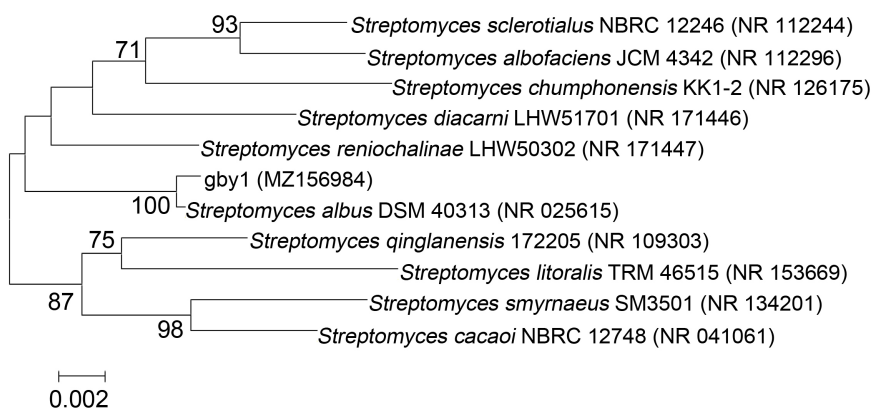 93
Streptomyces sclerotialus NBRC 12246 (NR 112244)
71
Streptomyces albofaciens JCM 4342 (NR 112296)
Streptomyces chumphonensis KK1-2 (NR 126175)
Streptomyces diacarni LHW51701 (NR 171446)
Streptomyces reniochalinae LHW50302 (NR 171447)
gby1 (MZ156984)
100
Streptomyces albus DSM 40313 (NR 025615)
75
Streptomyces qinglanensis 172205 (NR 109303)
Streptomyces litoralis TRM 46515 (NR 153669)
87
Streptomyces smyrnaeus SM3501 (NR 134201)
98
Streptomyces cacaoi NBRC 12748 (NR 041061)
0.002